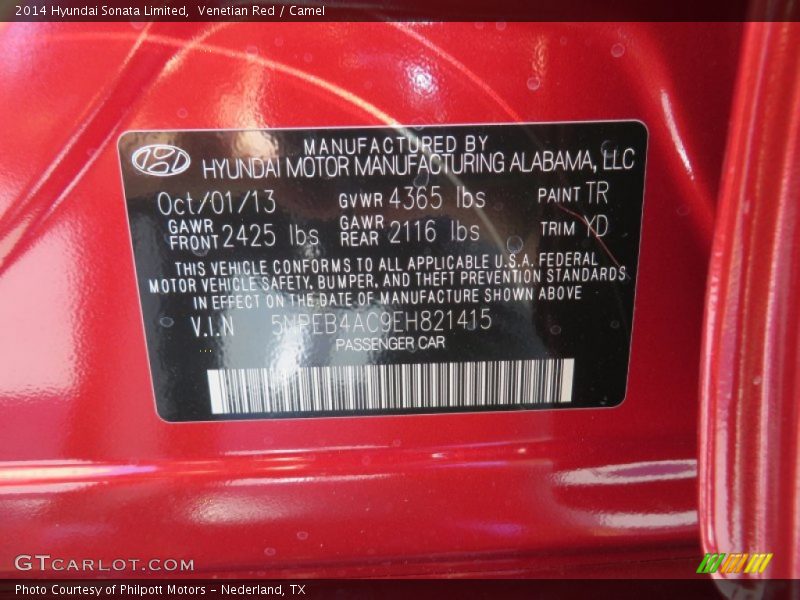 2014 Hyundai Sonata Limited, Venetian Red / Camel
MANUFACTURED BY
HYUNDAI MOTOR MANUFACTURING ALABAMA, LLC
Oct/01/13 GVWR 4365 lbs PAINT TR
GAWR FRONT 2425 lbs GAWR REAR 2116 lbs TRIM YD
THIS VEHICLE CONFORMS TO ALL APPLICABLE U.S.A. FEDERAL
MOTOR VEHICLE SAFETY, BUMPER, AND THEFT PREVENTION STANDARDS
IN EFFECT ON THE DATE OF MANUFACTURE SHOWN ABOVE
V.I.N 5NPEB4AC9EH821415
PASSENGER CAR
GTCARLOT.COM
Photo Courtesy of Philpott Motors – Nederland, TX